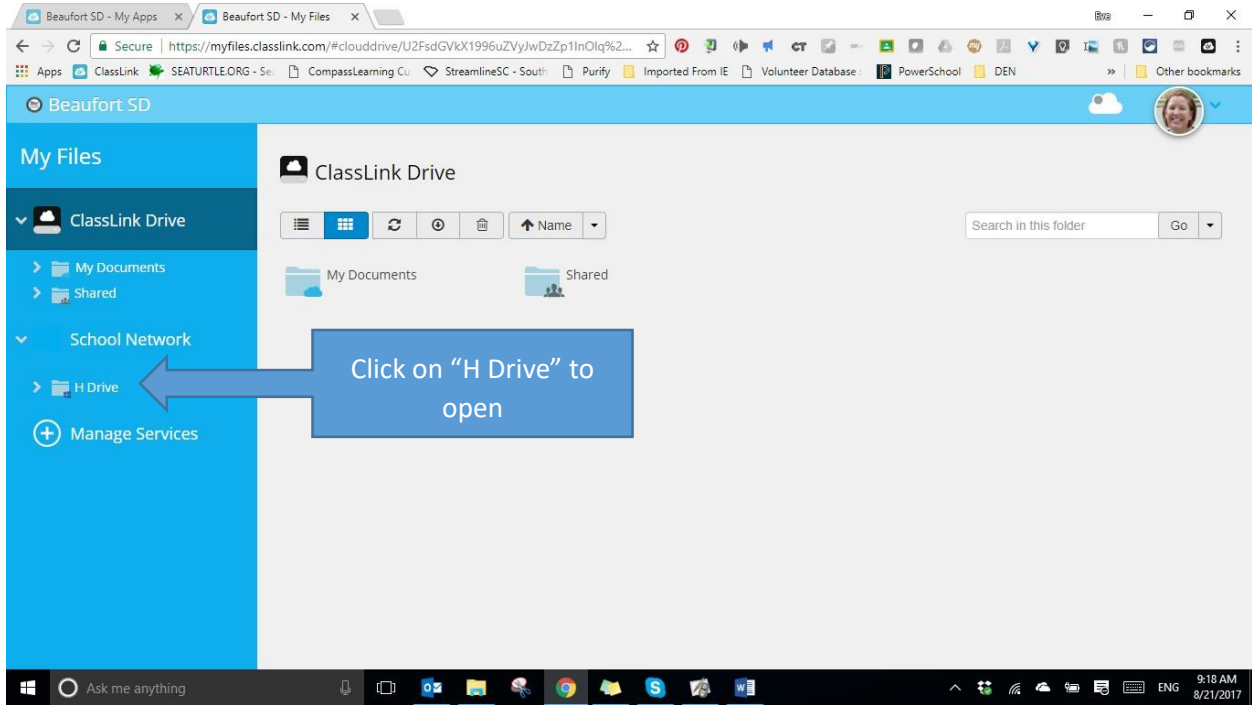 Beaufort SD - My Apps
Beaufort SD - My Files
Secure | https://myfiles.classlink.com/#clouddrive/U2FsdGVkX1996uZVyJwDzZp1InOlq%2...
Apps ClassLink SEATURTLE.ORG - Se CompassLearning Cu StreamlineSC - South Purify Imported From IE Volunteer Database : PowerSchool DEN » Other bookmarks
Beaufort SD
My Files
ClassLink Drive
My Documents
Shared
School Network
H Drive
Manage Services
ClassLink Drive
Name
Search in this folder Go
My Documents Shared
Click on “H Drive” to
open
Ask me anything
ENG
9:18 AM
8/21/2017